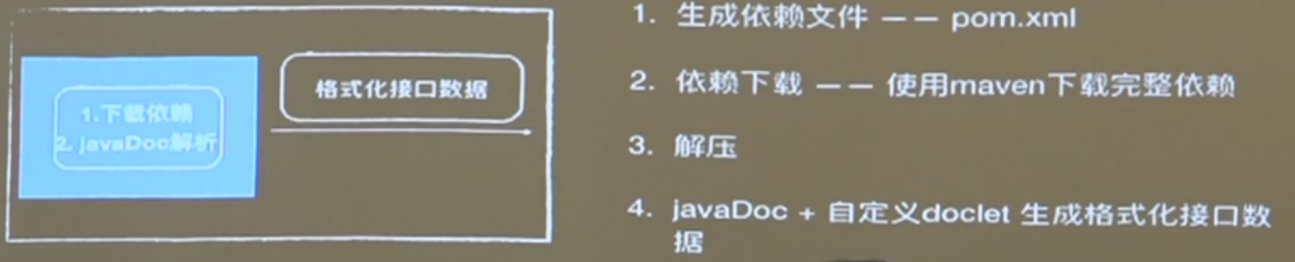 1.下载依赖
2. javaDoc解析
格式化接口数据
1. 生成依赖文件 —— pom.xml
2. 依赖下载 —— 使用maven下载完整依赖
3. 解压
4. javaDoc + 自定义doclet 生成格式化接口数
据